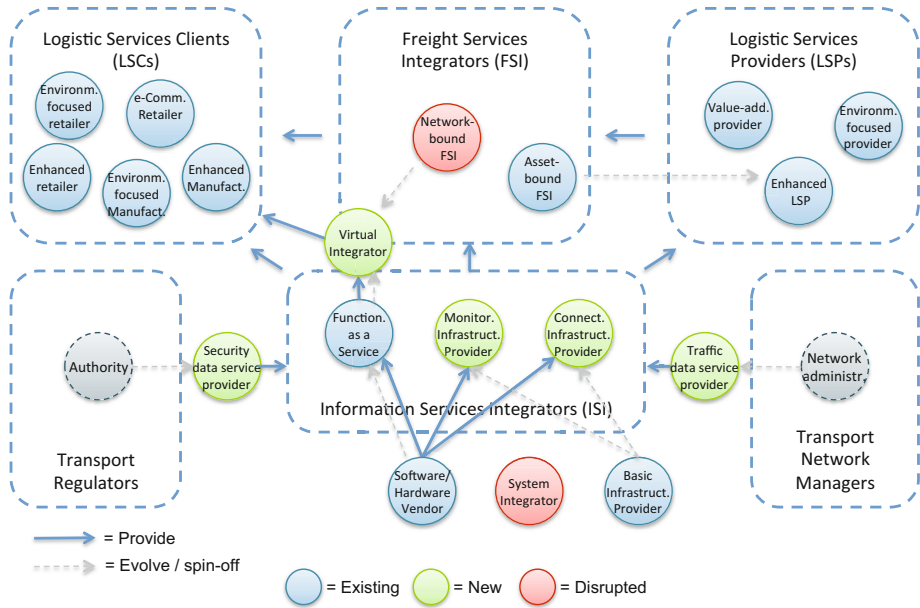 Logistic Services Clients
(LSCs)
Environm.
focused
retailer
e-Comm.
Retailer
Enhanced
retailer
Environm.
focused
Manufact.
Enhanced
Manufact.
Freight Services
Integrators (FSI)
Network-
bound
FSI
Asset-
bound
FSI
Logistic Services
Providers (LSPs)
Value-add.
provider
Environm.
focused
provider
Enhanced
LSP
Virtual
Integrator
Authority
Transport
Regulators
Security
data service
provider
Function.
as a
Service
Monitor.
Infrastruct.
Provider
Connect.
Infrastruct.
Provider
Information Services Integrators (ISI)
Traffic
data service
provider
Network
administr.
Transport
Network
Managers
Software/
Hardware
Vendor
System
Integrator
Basic
Infrastruct.
Provider
= Provide
= Evolve / spin-off
= Existing
= New
= Disrupted